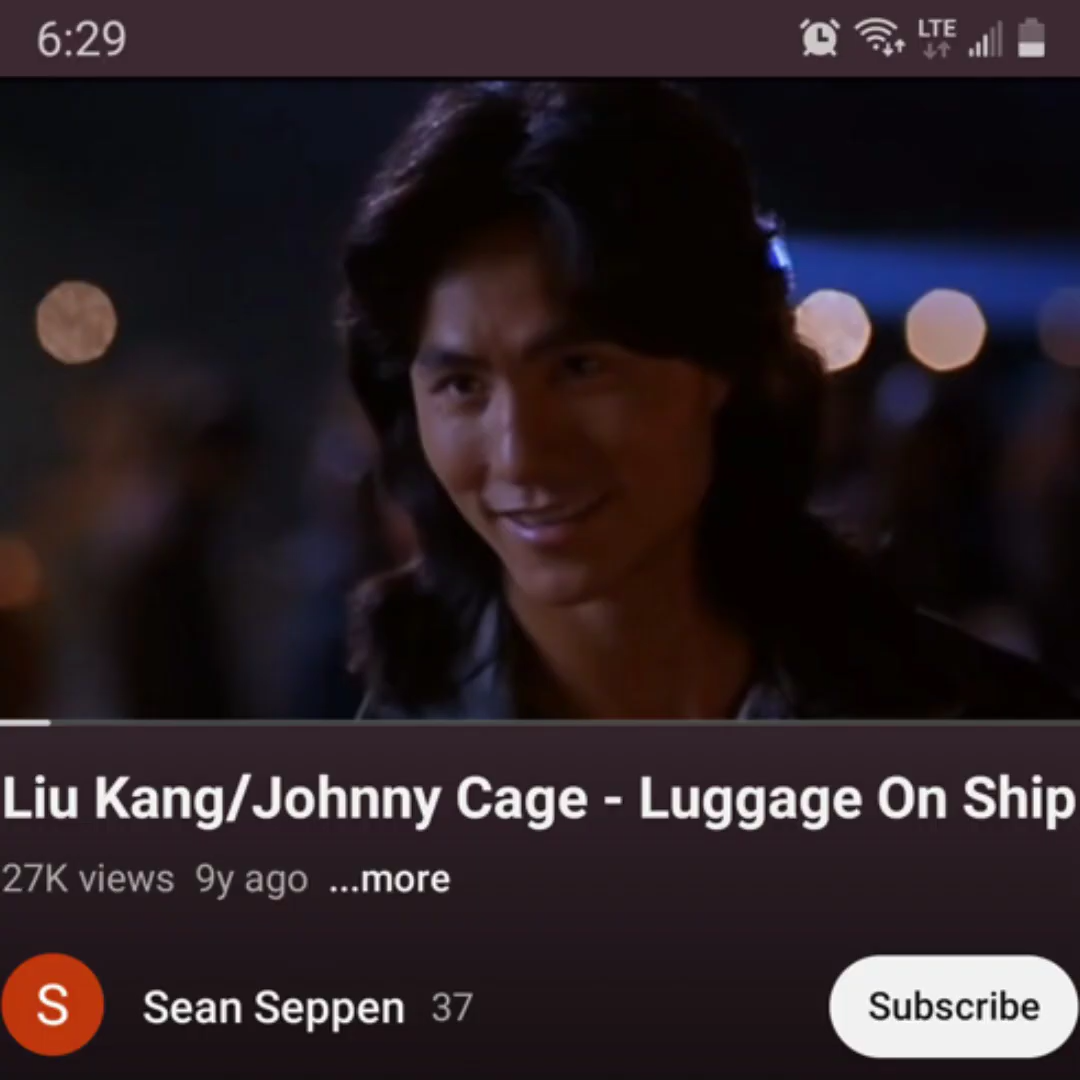 6:29
LTE
Liu Kang/Johnny Cage - Luggage On Ship
27K views 9y ago ...more
S
Sean Seppen 37
Subscribe